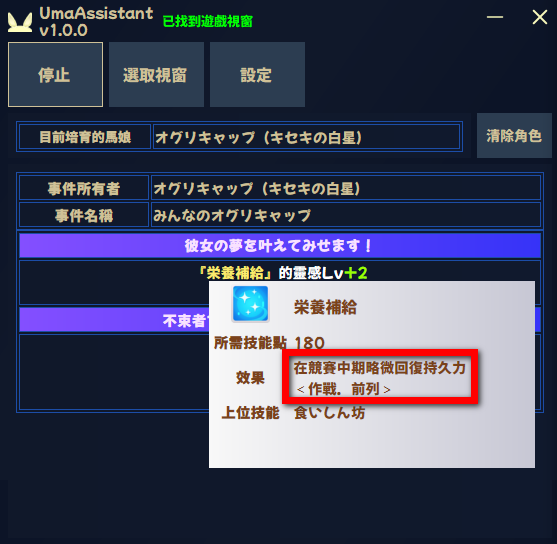 UmaAssistant
v1.0.0
已找到遊戲視窗
停止
選取視窗
設定
目前培育的馬娘
オグリキャップ（キセキの白星）
清除角色
事件所有者
オグリキャップ（キセキの白星）
事件名稱
みんなのオグリキャップ
彼女の夢を叶えてみせます！
『栄養補給』的靈感Lv+2
不束者
栄養補給
所需技能點 180
效果
在競賽中期略微回復持久力
＜作戰．前列＞
上位技能 食いしん坊